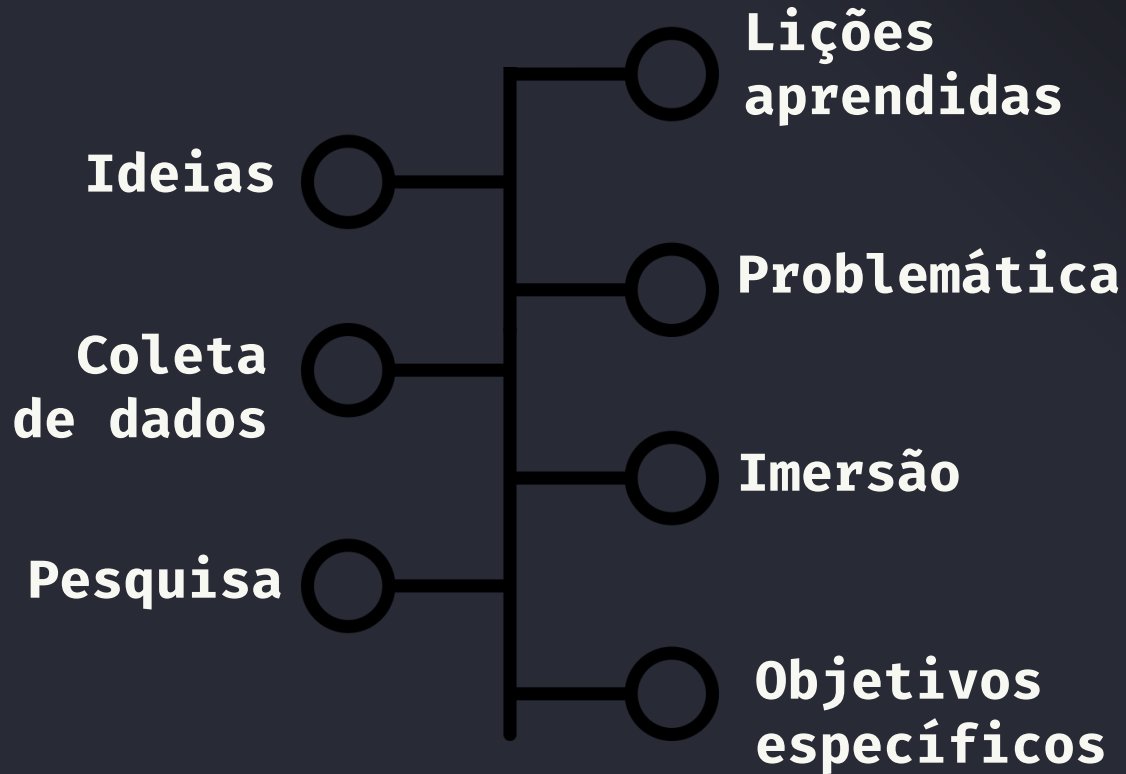 Lições
aprendidas
Ideias
Problemática
Coleta
de dados
Imersão
Pesquisa
Objetivos
específicos